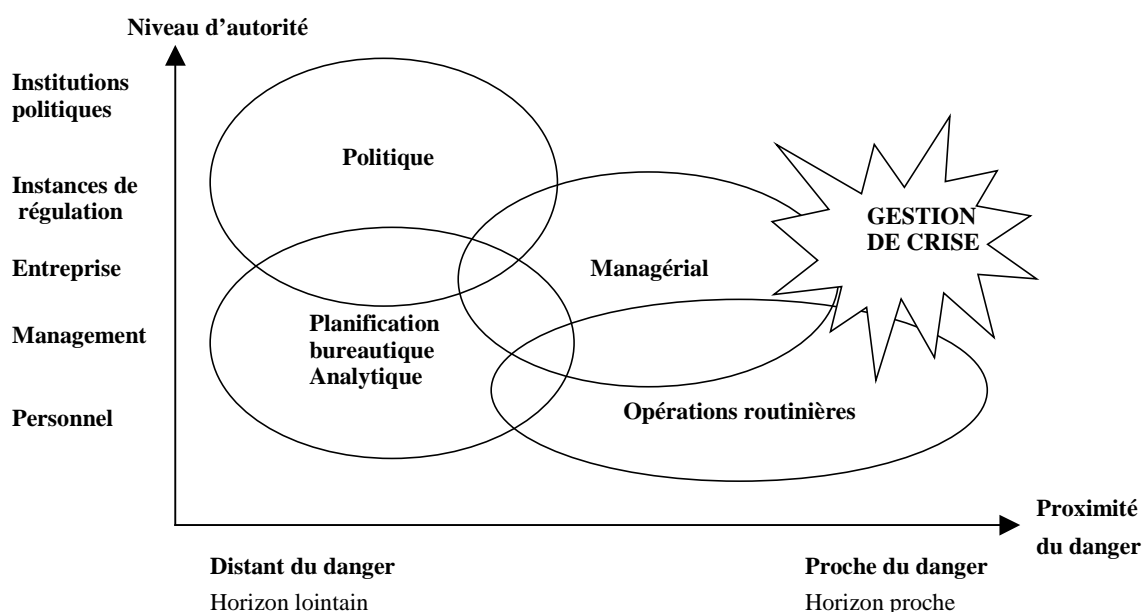 Niveau d'autorité
Institutions
politiques
Politique
Instances de
régulation
GESTION
DE CRISE
Entreprise
Managérial
Planification
bureautique
Analytique
Management
Personnel
Opérations routinières
Proximité
du danger
Distant du danger
Horizon lointain
Proche du danger
Horizon proche